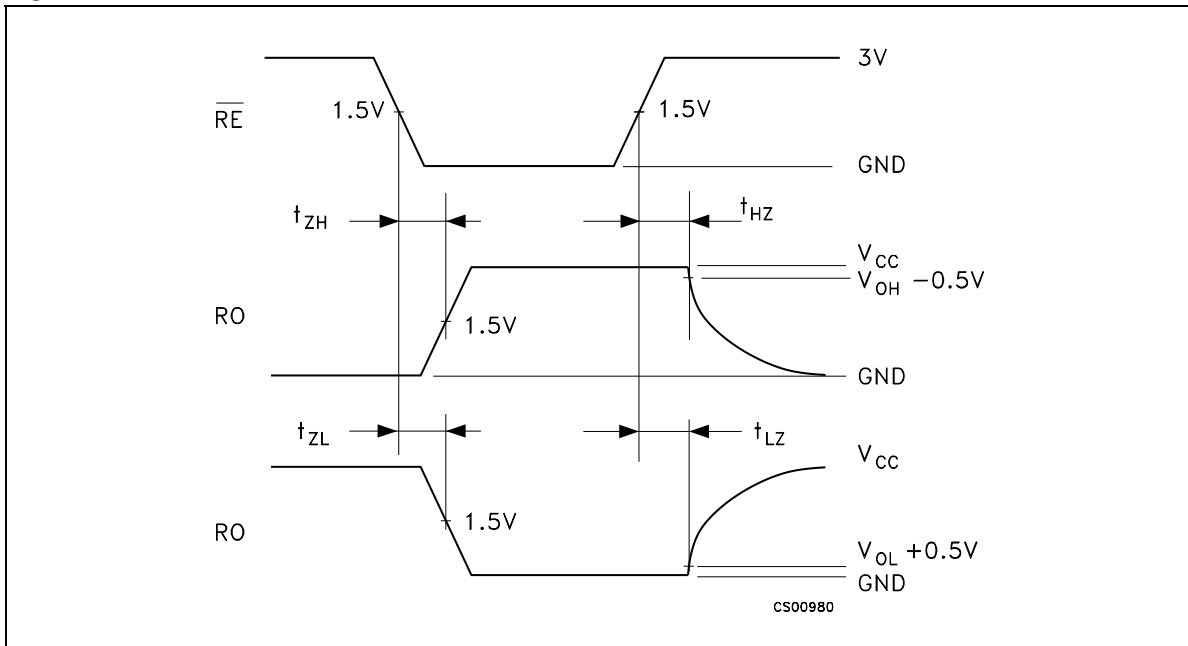 3V
1.5V
1.5V
R̅E̅
GND
tZH
tHZ
VCC
VOH −0.5V
RO
1.5V
GND
tZL
tLZ
VCC
1.5V
RO
VOL +0.5V
GND
CS00980